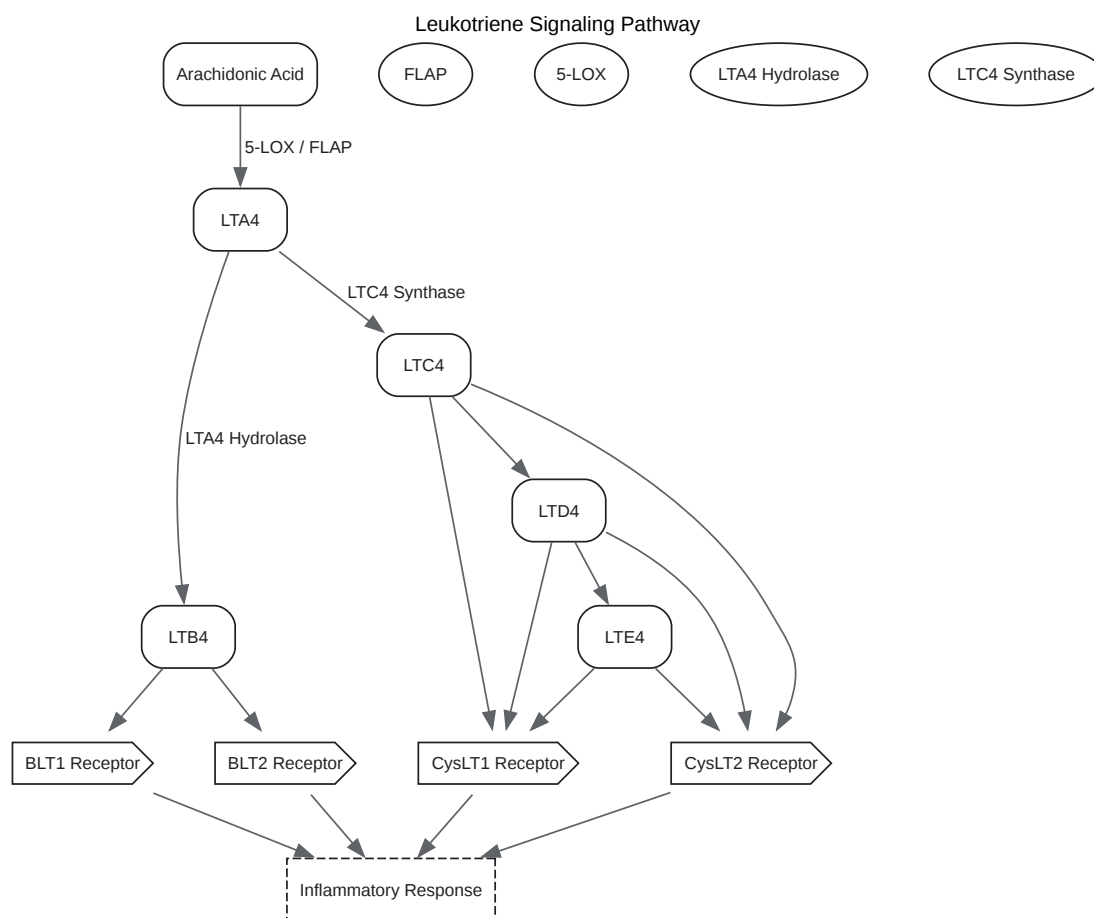 Leukotriene Signaling Pathway
Arachidonic Acid
FLAP
5-LOX
LTA4 Hydrolase
LTC4 Synthase
5-LOX / FLAP
LTA4
LTC4 Synthase
LTC4
LTA4 Hydrolase
LTD4
LTB4
LTE4
BLT1 Receptor
BLT2 Receptor
CysLT1 Receptor
CysLT2 Receptor
Inflammatory Response